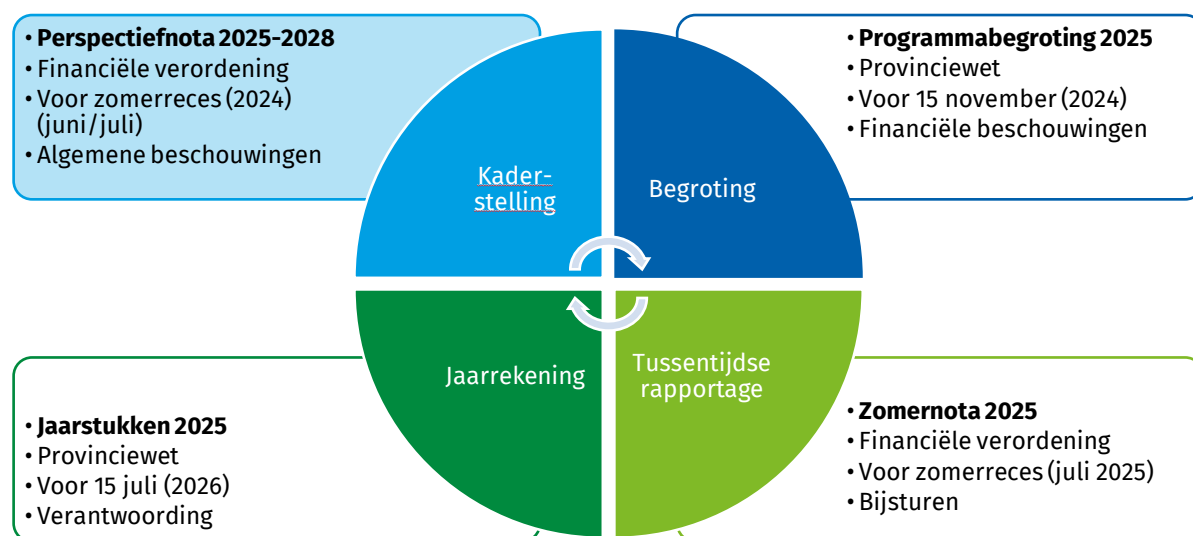 • Perspectiefnota 2025-2028
• Financiële verordening
• Voor zomerreces (2024)
(juni/juli)
• Algemene beschouwingen
• Programmabegroting 2025
• Provinciewet
• Voor 15 november (2024)
• Financiële beschouwingen
Kader-
stelling
Begroting
Jaarrekening
Tussentijdse
rapportage
• Jaarstukken 2025
• Provinciewet
• Voor 15 juli (2026)
• Verantwoording
• Zomernota 2025
• Financiële verordening
• Voor zomerreces (juli 2025)
• Bijsturen